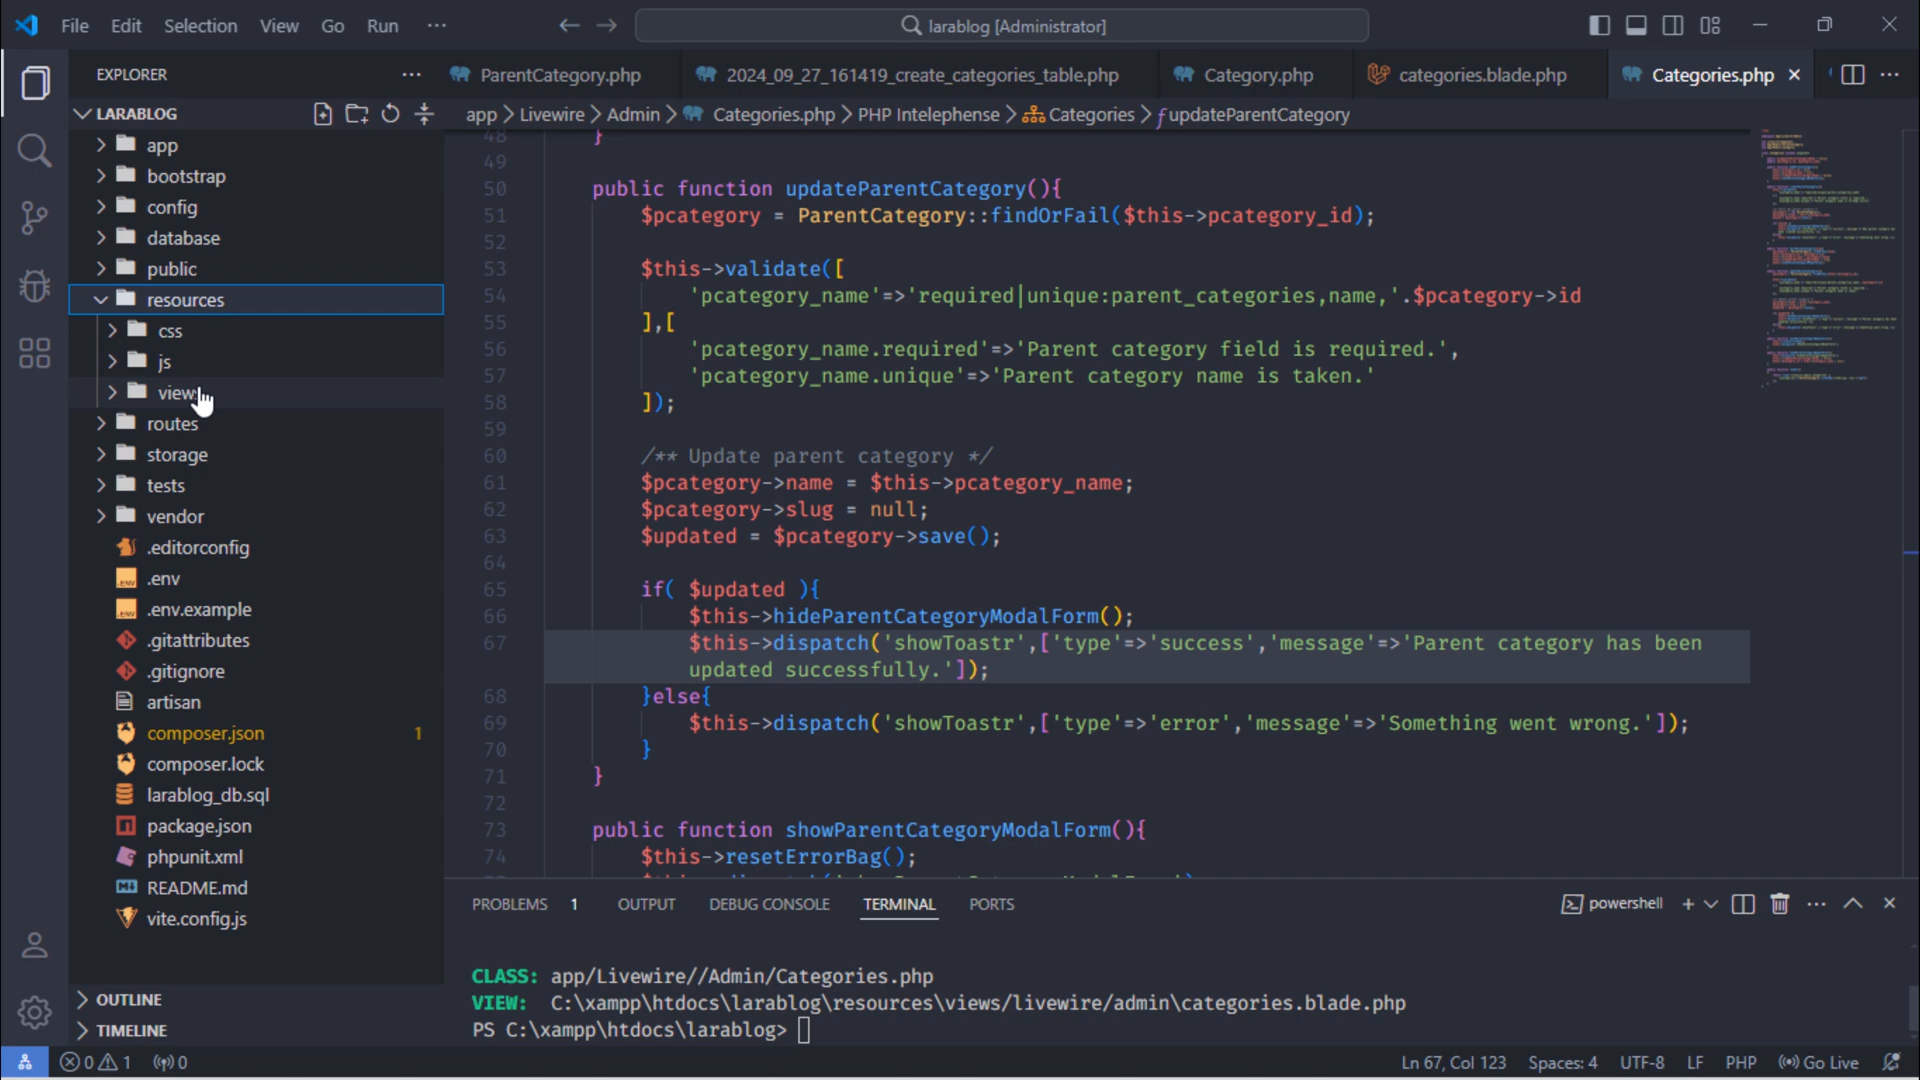 File Edit Selection View Go Run ···
larablog [Administrator]
EXPLORER
ParentCategory.php
2024_09_27_161419_create_categories_table.php
Category.php
categories.blade.php
Categories.php
LARABLOG
app > Livewire > Admin > Categories.php > PHP Intelephense > Categories > updateParentCategory
app
bootstrap
config
database
public
resources
css
js
views
routes
storage
tests
vendor
.editorconfig
.env
.env.example
.gitattributes
.gitignore
artisan
composer.json 1
composer.lock
larablog_db.sql
package.json
phpunit.xml
README.md
vite.config.js
OUTLINE
TIMELINE
48 }
49
50 public function updateParentCategory(){
51 $pcategory = ParentCategory::findOrFail($this->pcategory_id);
52
53 $this->validate([
54 'pcategory_name'=>'required|unique:parent_categories,name,'.$pcategory->id
55 ],[
56 'pcategory_name.required'=>'Parent category field is required.',
57 'pcategory_name.unique'=>'Parent category name is taken.'
58 ]);
59
60 /** Update parent category */
61 $pcategory->name = $this->pcategory_name;
62 $pcategory->slug = null;
63 $updated = $pcategory->save();
64
65 if( $updated ){
66 $this->hideParentCategoryModalForm();
67 $this->dispatch('showToastr',['type'=>'success','message'=>'Parent category has been
updated successfully.']);
68 }else{
69 $this->dispatch('showToastr',['type'=>'error','message'=>'Something went wrong.']);
70 }
71 }
72
73 public function showParentCategoryModalForm(){
74 $this->resetErrorBag();
PROBLEMS 1 OUTPUT DEBUG CONSOLE TERMINAL PORTS
powershell
CLASS: app/Livewire//Admin/Categories.php
VIEW: C:\xampp\htdocs\larablog\resources\views/livewire/admin\categories.blade.php
PS C:\xampp\htdocs\larablog>
0 1 0
Ln 67, Col 123 Spaces: 4 UTF-8 LF PHP Go Live